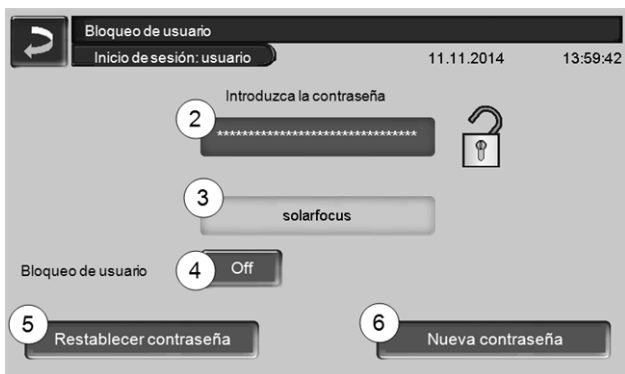 Bloqueo de usuario
Inicio de sesión: usuario 11.11.2014 13:59:42
Introduzca la contraseña
2
********************************
3
solarfocus
Bloqueo de usuario 4 Off
5 6
Restablecer contraseña Nueva contraseña